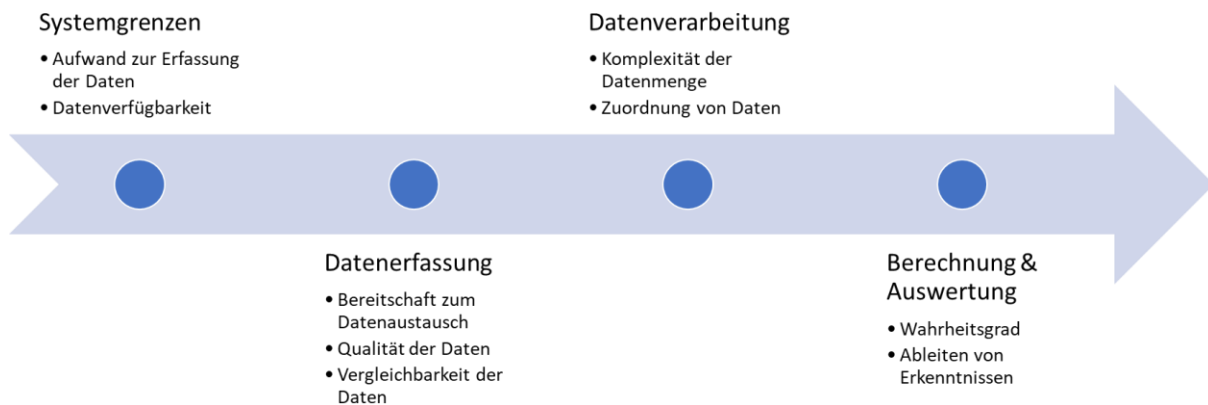 Systemgrenzen
• Aufwand zur Erfassung
der Daten
• Datenverfügbarkeit
Datenerfassung
• Bereitschaft zum
Datenaustausch
• Qualität der Daten
• Vergleichbarkeit der
Daten
Datenverarbeitung
• Komplexität der
Datenmenge
• Zuordnung von Daten
Berechnung &
Auswertung
• Wahrheitsgrad
• Ableiten von
Erkenntnissen